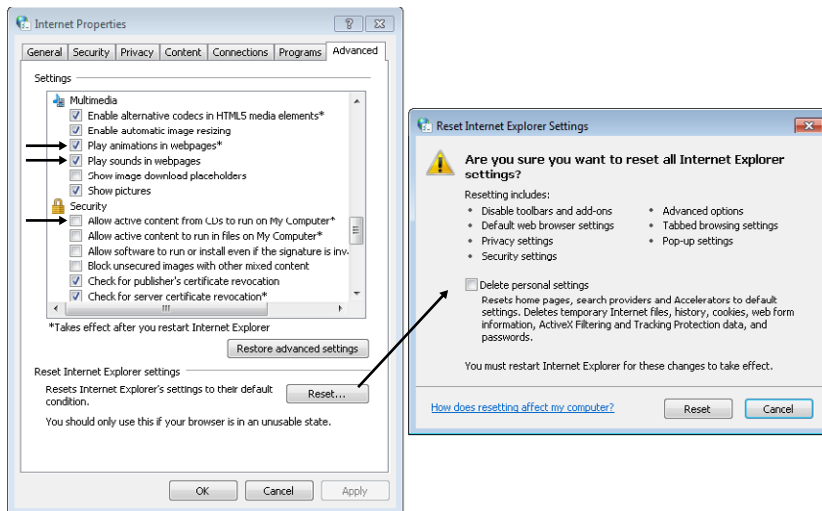 Internet Properties
General Security Privacy Content Connections Programs Advanced
Settings
Multimedia
Enable alternative codecs in HTML5 media elements*
Enable automatic image resizing
Play animations in webpages*
Play sounds in webpages
Show image download placeholders
Show pictures
Security
Allow active content from CDs to run on My Computer*
Allow active content to run in files on My Computer*
Allow software to run or install even if the signature is inv
Block unsecured images with other mixed content
Check for publisher's certificate revocation
Check for server certificate revocation*
*Takes effect after you restart Internet Explorer
Restore advanced settings
Reset Internet Explorer settings
Resets Internet Explorer's settings to their default
condition.
Reset...
You should only use this if your browser is in an unusable state.
OK Cancel Apply
Reset Internet Explorer Settings
Are you sure you want to reset all Internet Explorer
settings?
Resetting includes:
• Disable toolbars and add-ons
• Default web browser settings
• Privacy settings
• Security settings
• Advanced options
• Tabbed browsing settings
• Pop-up settings
Delete personal settings
Resets home pages, search providers and Accelerators to default
settings. Deletes temporary Internet files, history, cookies, web form
information, ActiveX Filtering and Tracking Protection data, and
passwords.
You must restart Internet Explorer for these changes to take effect.
How does resetting affect my computer?
Reset Cancel